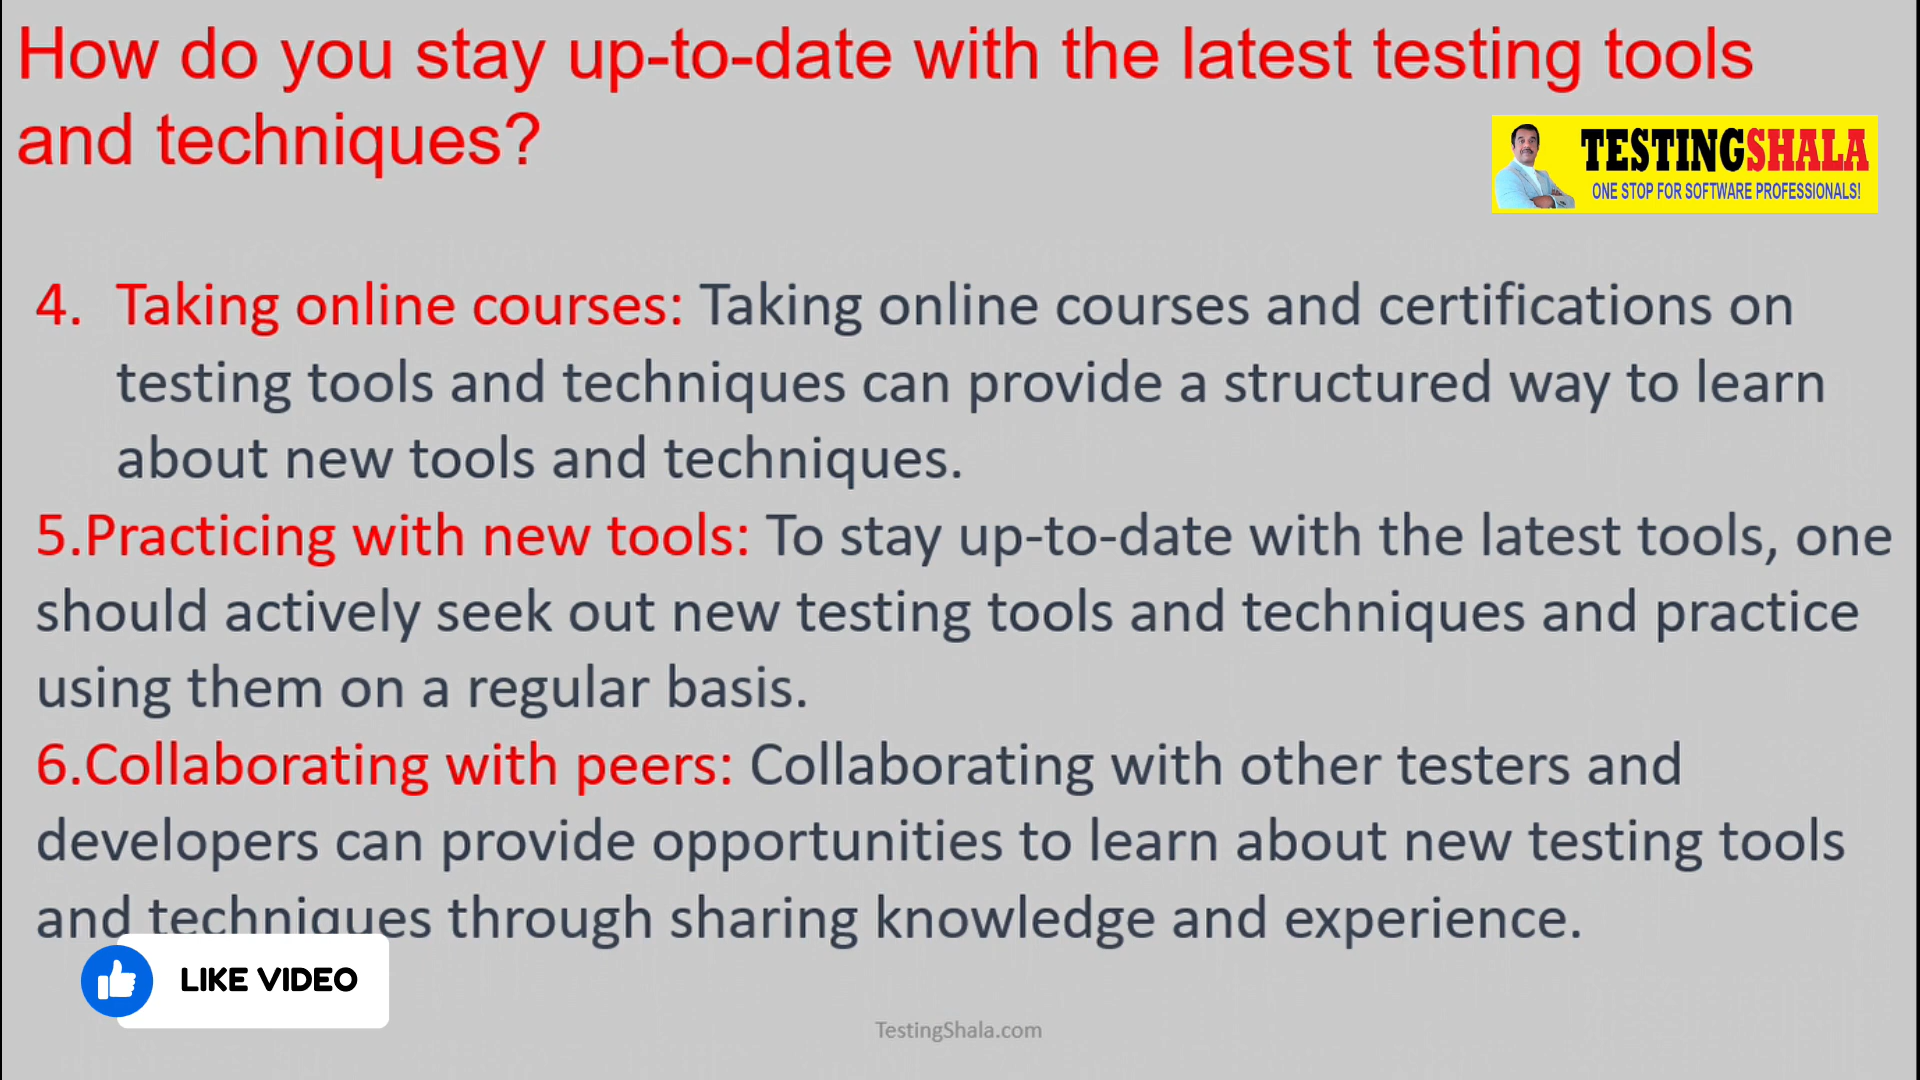 How do you stay up-to-date with the latest testing tools
and techniques?
TESTINGSHALA
ONE STOP FOR SOFTWARE PROFESSIONALS!
4. Taking online courses: Taking online courses and certifications on
testing tools and techniques can provide a structured way to learn
about new tools and techniques.
5.Practicing with new tools: To stay up-to-date with the latest tools, one
should actively seek out new testing tools and techniques and practice
using them on a regular basis.
6.Collaborating with peers: Collaborating with other testers and
developers can provide opportunities to learn about new testing tools
and techniques through sharing knowledge and experience.
LIKE VIDEO
TestingShala.com